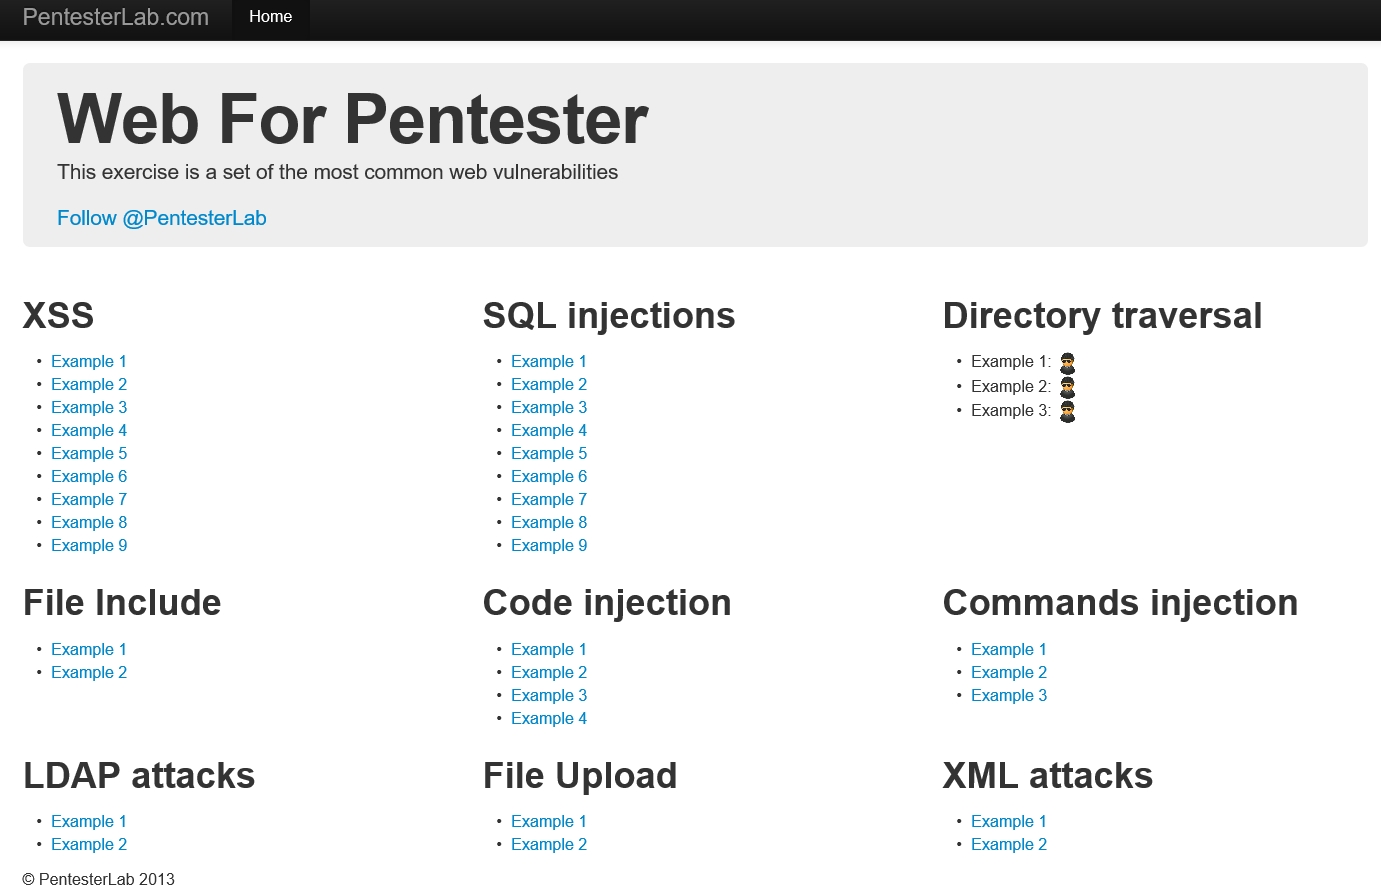 PentesterLab.com Home
Web For Pentester
This exercise is a set of the most common web vulnerabilities
Follow @PentesterLab
XSS
• Example 1
• Example 2
• Example 3
• Example 4
• Example 5
• Example 6
• Example 7
• Example 8
• Example 9
SQL injections
• Example 1
• Example 2
• Example 3
• Example 4
• Example 5
• Example 6
• Example 7
• Example 8
• Example 9
Directory traversal
• Example 1:
• Example 2:
• Example 3:
File Include
• Example 1
• Example 2
Code injection
• Example 1
• Example 2
• Example 3
• Example 4
Commands injection
• Example 1
• Example 2
• Example 3
LDAP attacks
• Example 1
• Example 2
File Upload
• Example 1
• Example 2
XML attacks
• Example 1
• Example 2
© PentesterLab 2013